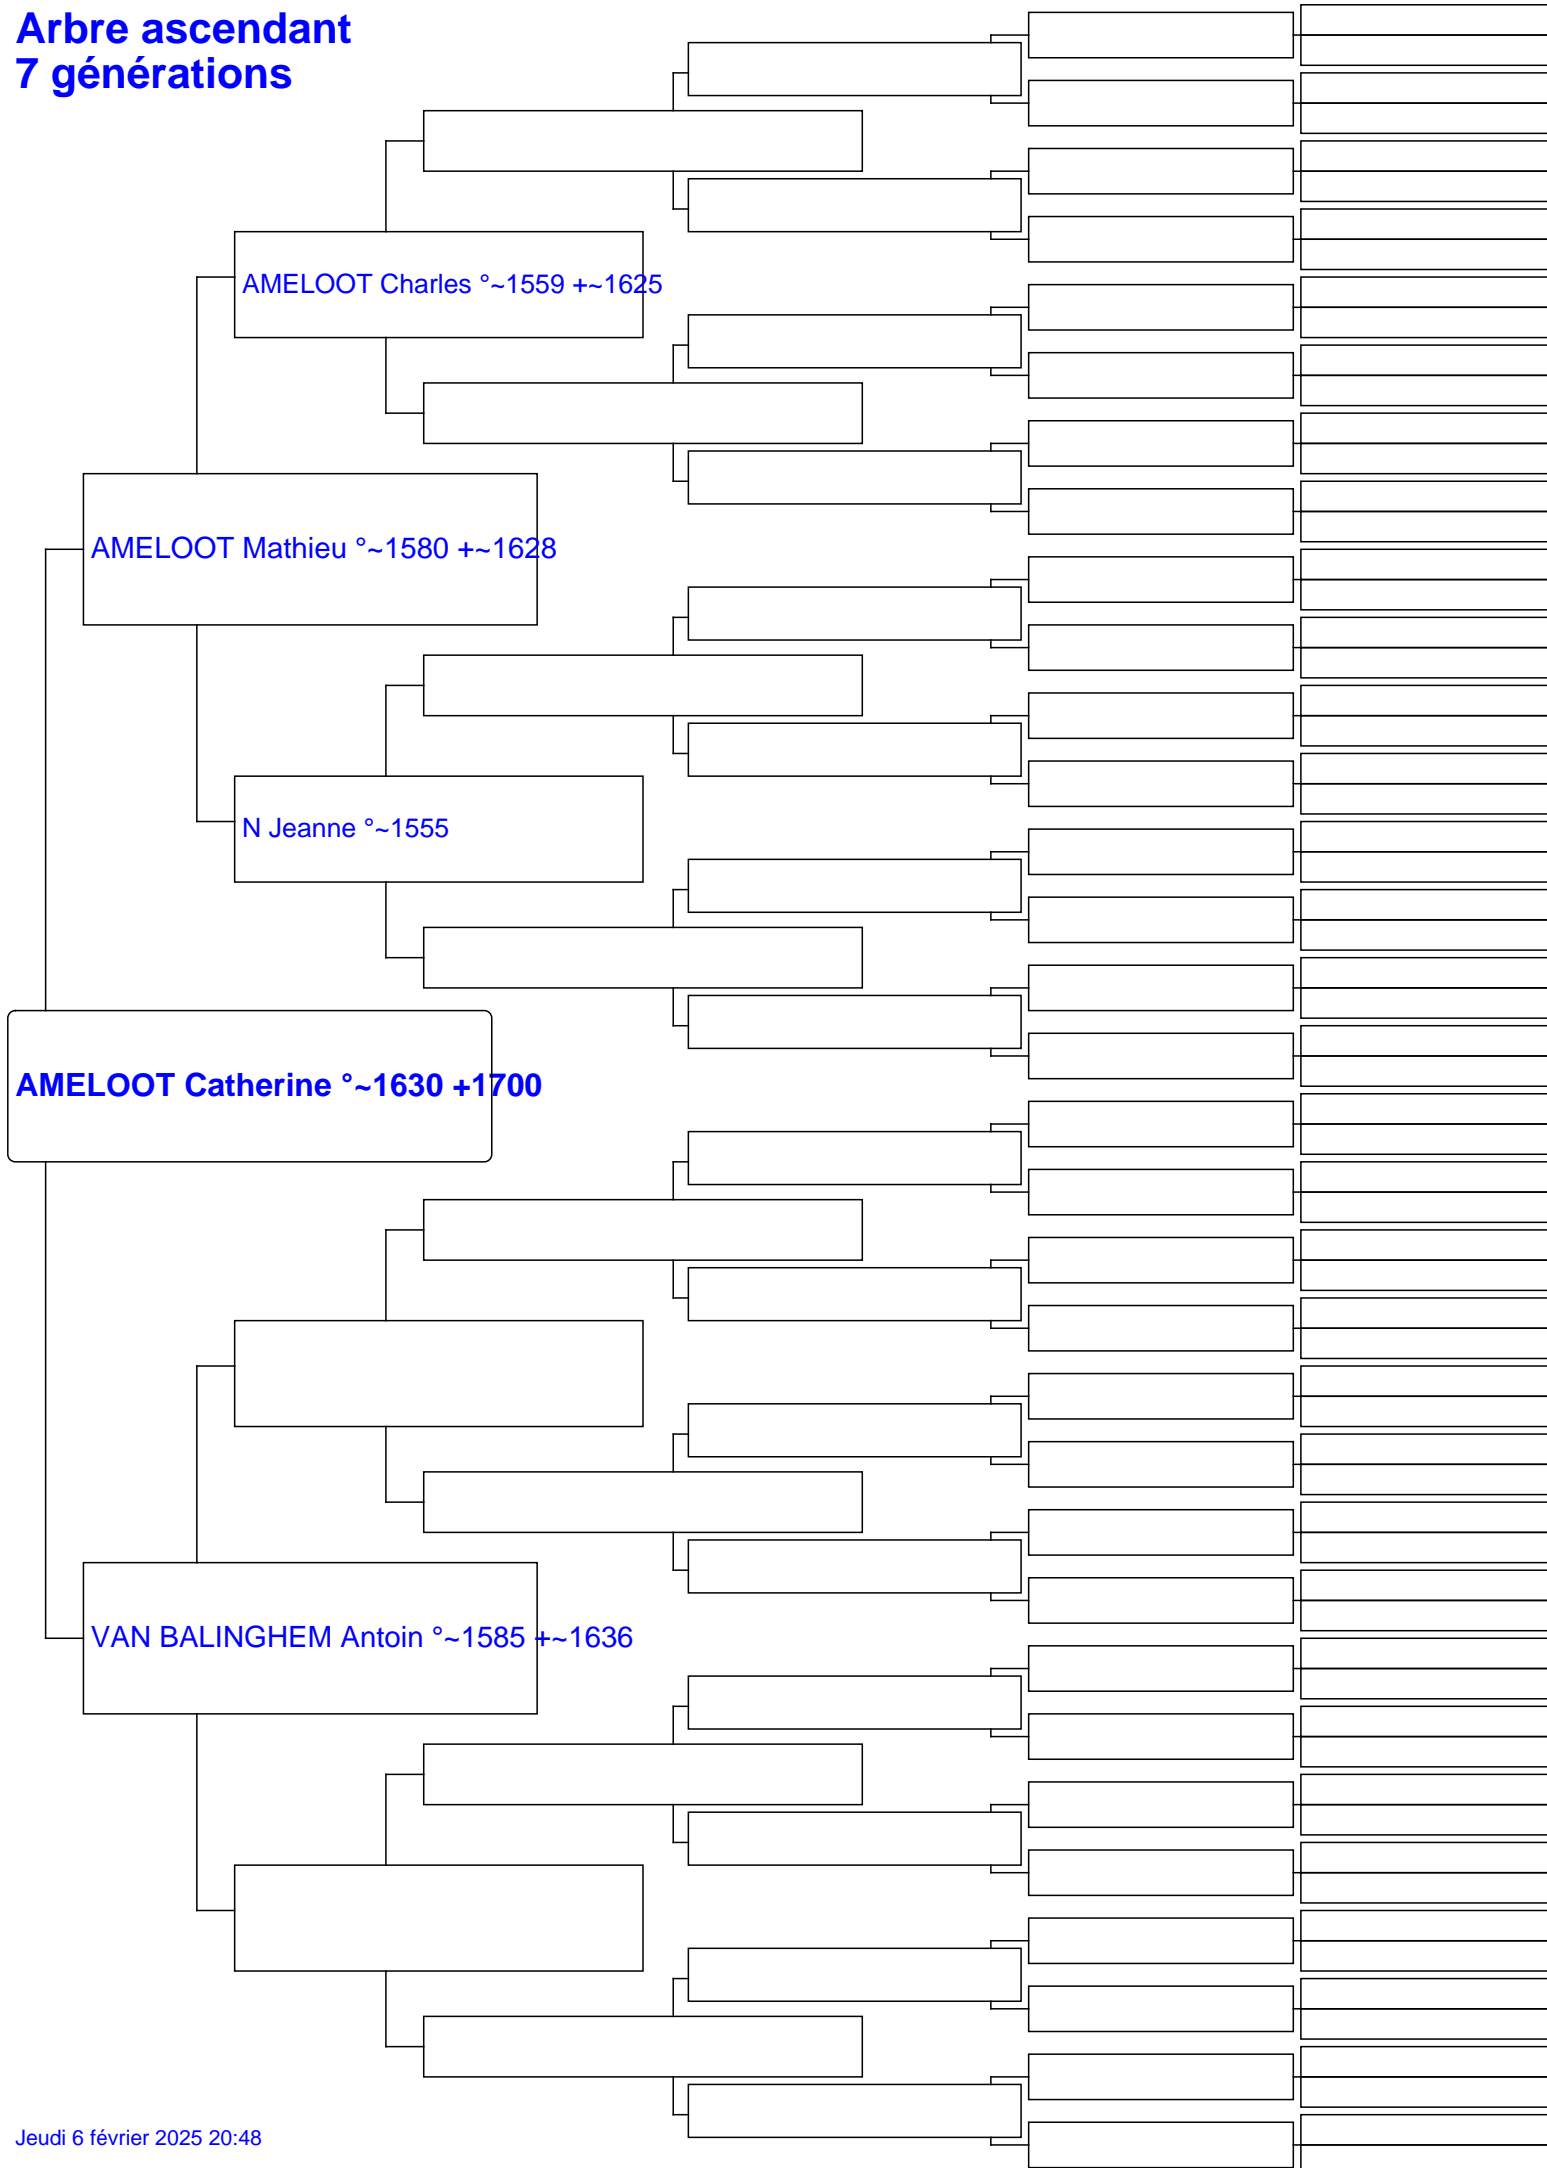 Arbre ascendant
7 générations
AMELOOT Charles °~1559 +~1625
AMELOOT Mathieu °~1580 +~1628
N Jeanne °~1555
AMELOOT Catherine °~1630 +1700
VAN BALINGHEM Antoin °~1585 +~1636
Jeudi 6 février 2025 20:48